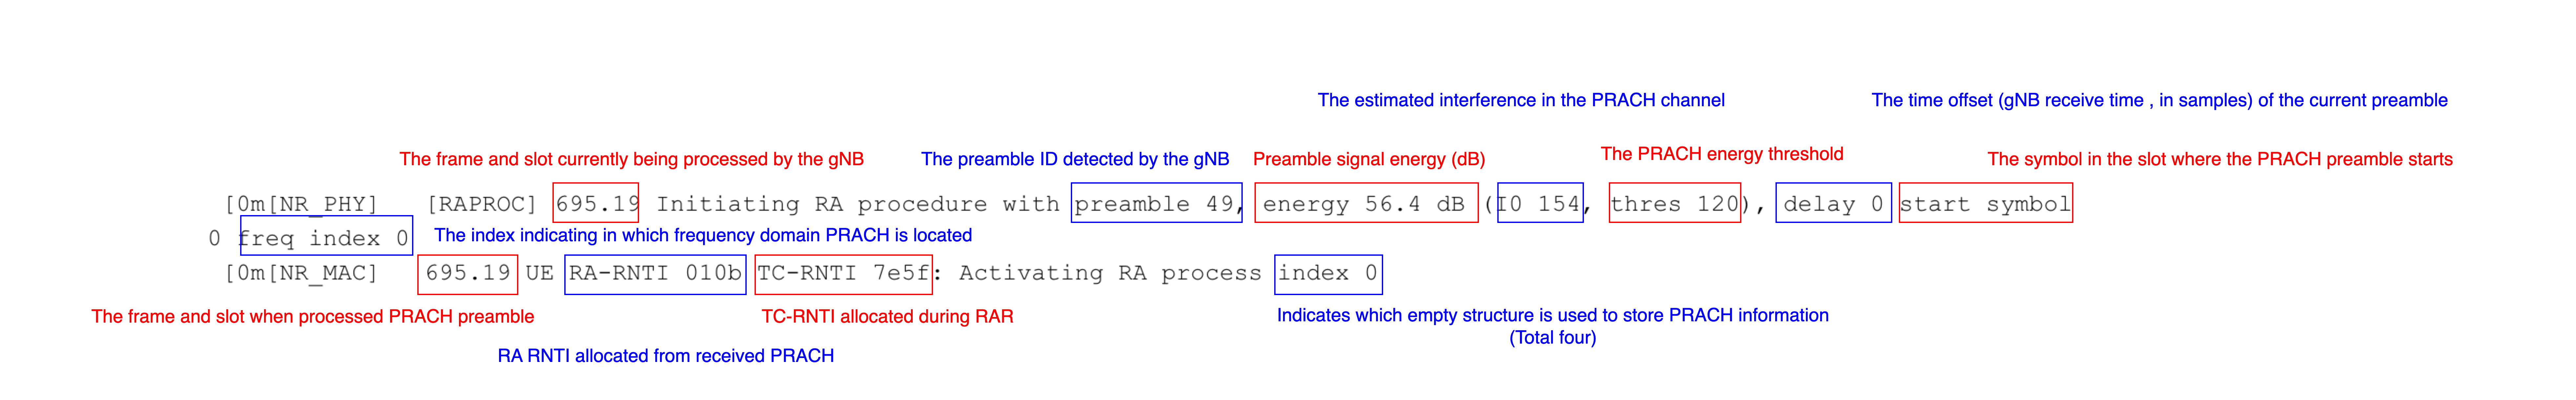 The estimated interference in the PRACH channel
The time offset (gNB receive time , in samples) of the current preamble
The frame and slot currently being processed by the gNB
The preamble ID detected by the gNB
Preamble signal energy (dB)
The PRACH energy threshold
The symbol in the slot where the PRACH preamble starts
[0m[NR_PHY] [RAPROC] 695.19 Initiating RA procedure with preamble 49, energy 56.4 dB (I0 154, thres 120), delay 0 start symbol
0 freq index 0
The index indicating in which frequency domain PRACH is located
[0m[NR_MAC] 695.19 UE RA-RNTI 010b TC-RNTI 7e5f: Activating RA process index 0
The frame and slot when processed PRACH preamble
TC-RNTI allocated during RAR
Indicates which empty structure is used to store PRACH information
(Total four)
RA RNTI allocated from received PRACH